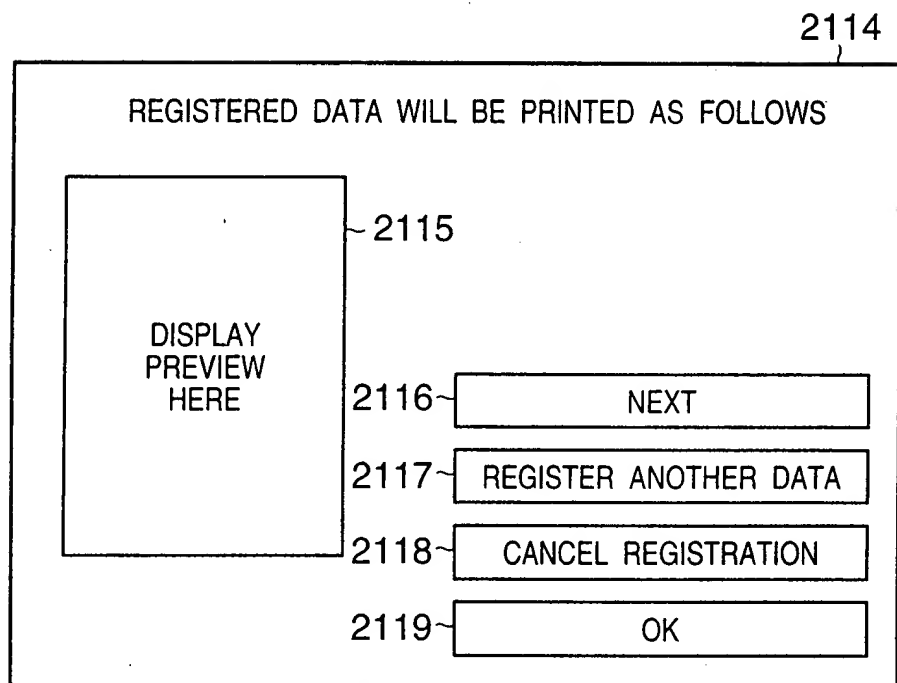 2114
REGISTERED DATA WILL BE PRINTED AS FOLLOWS
2115
DISPLAY
PREVIEW
HERE
2116
NEXT
2117
REGISTER ANOTHER DATA
2118
CANCEL REGISTRATION
2119
OK